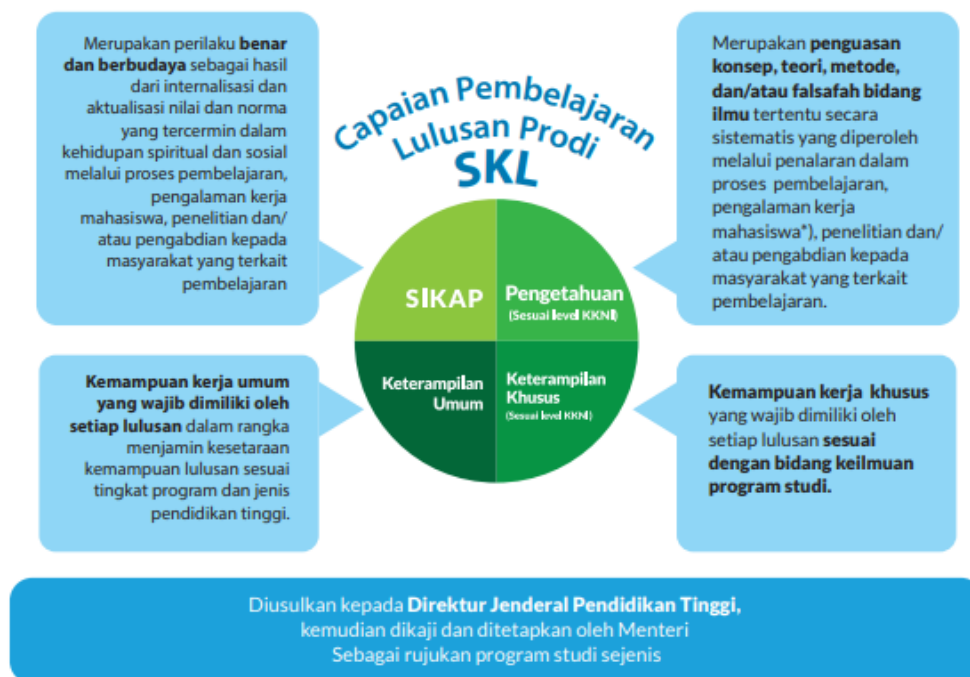 Merupakan perilaku benar
dan berbudaya sebagai hasil
dari internalisasi dan
aktualisasi nilai dan norma
yang tercermin dalam
kehidupan spiritual dan sosial
melalui proses pembelajaran,
pengalaman kerja
mahasiswa, penelitian dan/
atau pengabdian kepada
masyarakat yang terkait
pembelajaran
Capaian Pembelajaran
Lulusan Prodi
SKL
Merupakan penguasan
konsep, teori, metode,
dan/atau falsafah bidang
ilmu tertentu secara
sistematis yang diperoleh
melalui penalaran dalam
proses pembelajaran,
pengalaman kerja
mahasiswa*), penelitian dan/
atau pengabdian kepada
masyarakat yang terkait
pembelajaran.
SIKAP
Pengetahuan
(Sesuai level KKNI)
Keterampilan
Umum
Keterampilan
Khusus
(Sesuai level KKNI)
Kemampuan kerja umum
yang wajib dimiliki oleh
setiap lulusan dalam rangka
menjamin kesetaraan
kemampuan lulusan sesuai
tingkat program dan jenis
pendidikan tinggi.
Kemampuan kerja khusus
yang wajib dimiliki oleh
setiap lulusan sesuai
dengan bidang keilmuan
program studi.
Diusulkan kepada Direktur Jenderal Pendidikan Tinggi,
kemudian dikaji dan ditetapkan oleh Menteri
Sebagai rujukan program studi sejenis